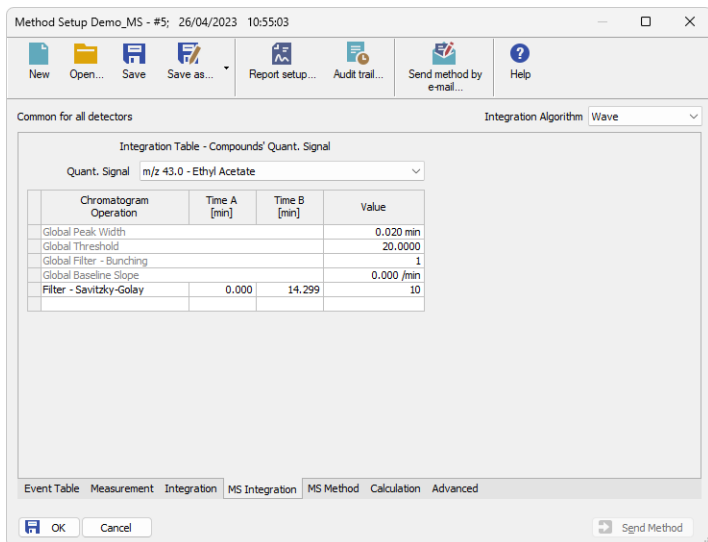 Method Setup Demo_MS - #5; 26/04/2023 10:55:03
New Open... Save Save as... Report setup... Audit trail... Send method by e-mail... Help
Common for all detectors
Integration Algorithm Wave
Integration Table - Compounds' Quant. Signal
Quant. Signal m/z 43.0 - Ethyl Acetate
Chromatogram Operation Time A [min] Time B [min] Value
Global Peak Width 0.020 min
Global Threshold 20.0000
Global Filter - Bunching 1
Global Baseline Slope 0.000 /min
Filter - Savitzky-Golay 0.000 14.299 10
Event Table Measurement Integration MS Integration MS Method Calculation Advanced
OK Cancel Send Method